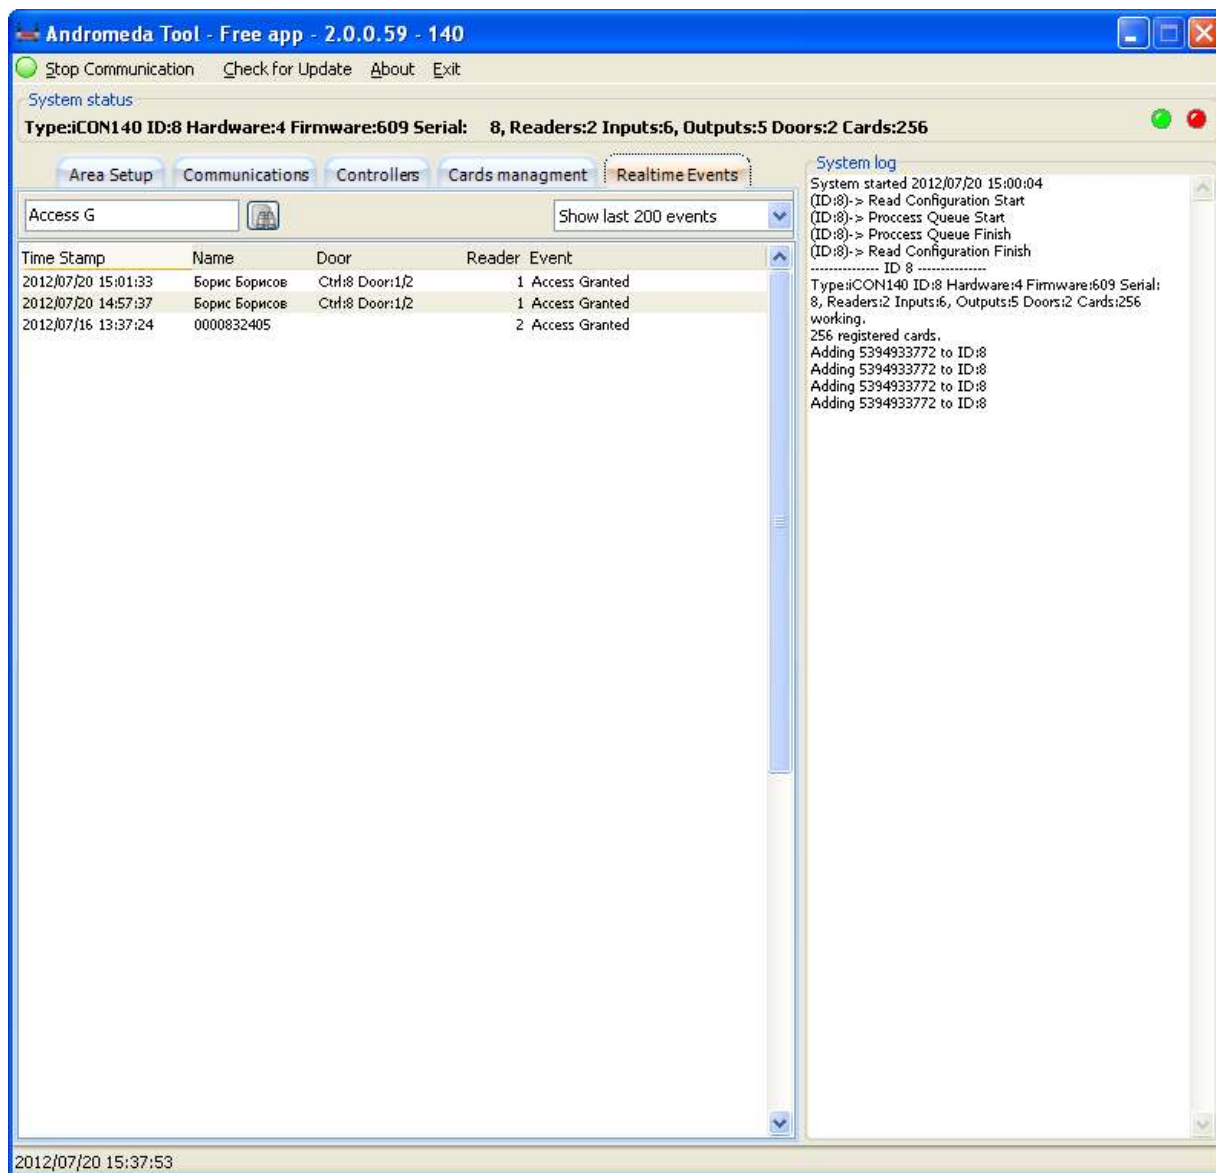 Andromeda Tool - Free app - 2.0.0.59 - 140
Stop Communication Check for Update About Exit
System status
Type:iCON140 ID:8 Hardware:4 Firmware:609 Serial: 8, Readers:2 Inputs:6, Outputs:5 Doors:2 Cards:256
Area Setup Communications Controllers Cards managment Realtime Events
Access G Show last 200 events
Time Stamp Name Door Reader Event
2012/07/20 15:01:33 Борис Борисов Ctrl:8 Door:1/2 1 Access Granted
2012/07/20 14:57:37 Борис Борисов Ctrl:8 Door:1/2 1 Access Granted
2012/07/16 13:37:24 0000832405 2 Access Granted
System log
System started 2012/07/20 15:00:04
(ID:8)-> Read Configuration Start
(ID:8)-> Proccess Queue Start
(ID:8)-> Proccess Queue Finish
(ID:8)-> Read Configuration Finish
--------------- ID 8 ---------------
Type:iCON140 ID:8 Hardware:4 Firmware:609 Serial:
8, Readers:2 Inputs:6, Outputs:5 Doors:2 Cards:256
working.
256 registered cards.
Adding 5394933772 to ID:8
Adding 5394933772 to ID:8
Adding 5394933772 to ID:8
Adding 5394933772 to ID:8
2012/07/20 15:37:53